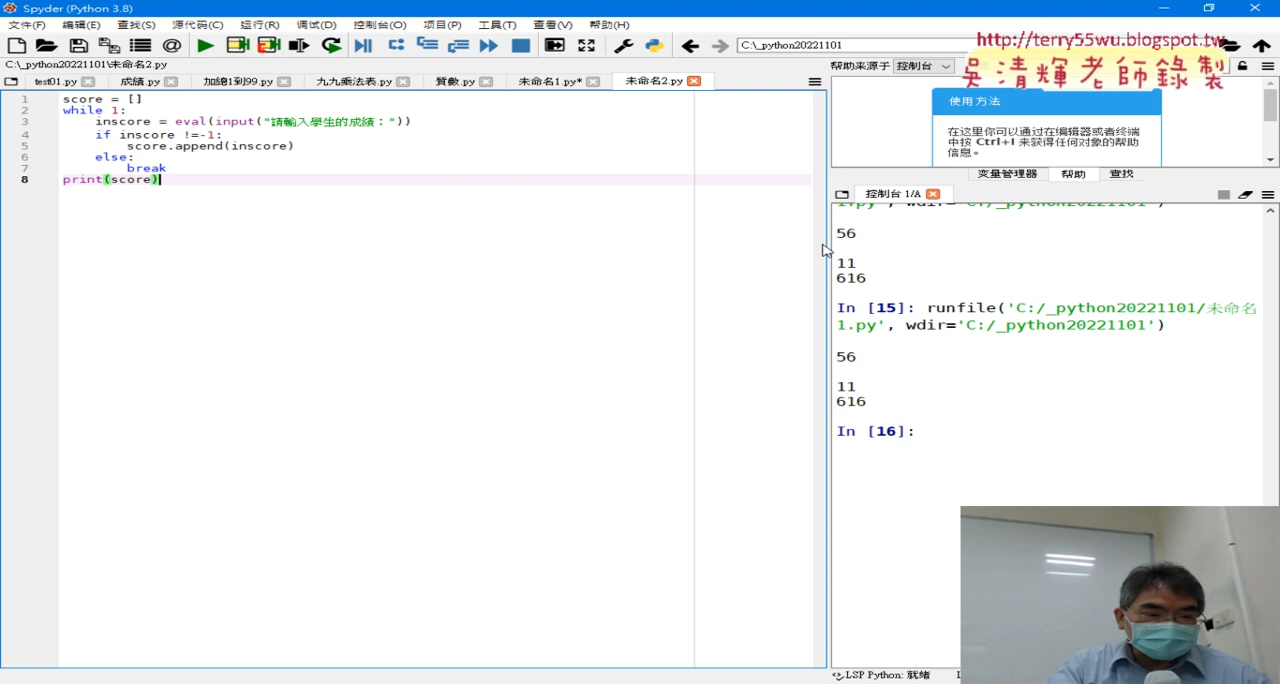 Spyder (Python 3.8)
文件(F) 编辑(E) 查找(S) 源代码(C) 运行(R) 调试(D) 控制台(O) 项目(P) 工具(T) 查看(V) 帮助(H)
C:\_python20221101
http://terry55wu.blogspot.tw
吳清輝老師錄製
C:\_python20221101\未命名2.py
帮助来源于 控制台
test01.py 成績.py 加總1到99.py 九九乘法表.py 質數.py 未命名1.py* 未命名2.py
使用方法
在这里你可以通过在编辑器或者终端
中按 Ctrl+I 来获得任何对象的帮助
信息。
变量管理器 帮助 查找
1 score = []
2 while 1:
3     inscore = eval(input("請輸入學生的成績："))
4     if inscore !=-1:
5         score.append(inscore)
6     else:
7         break
8 print(score)
控制台 1/A
1.py', wdir='C:/_python20221101')
56
11
616
In [15]: runfile('C:/_python20221101/未命名
1.py', wdir='C:/_python20221101')
56
11
616
In [16]:
LSP Python: 就绪